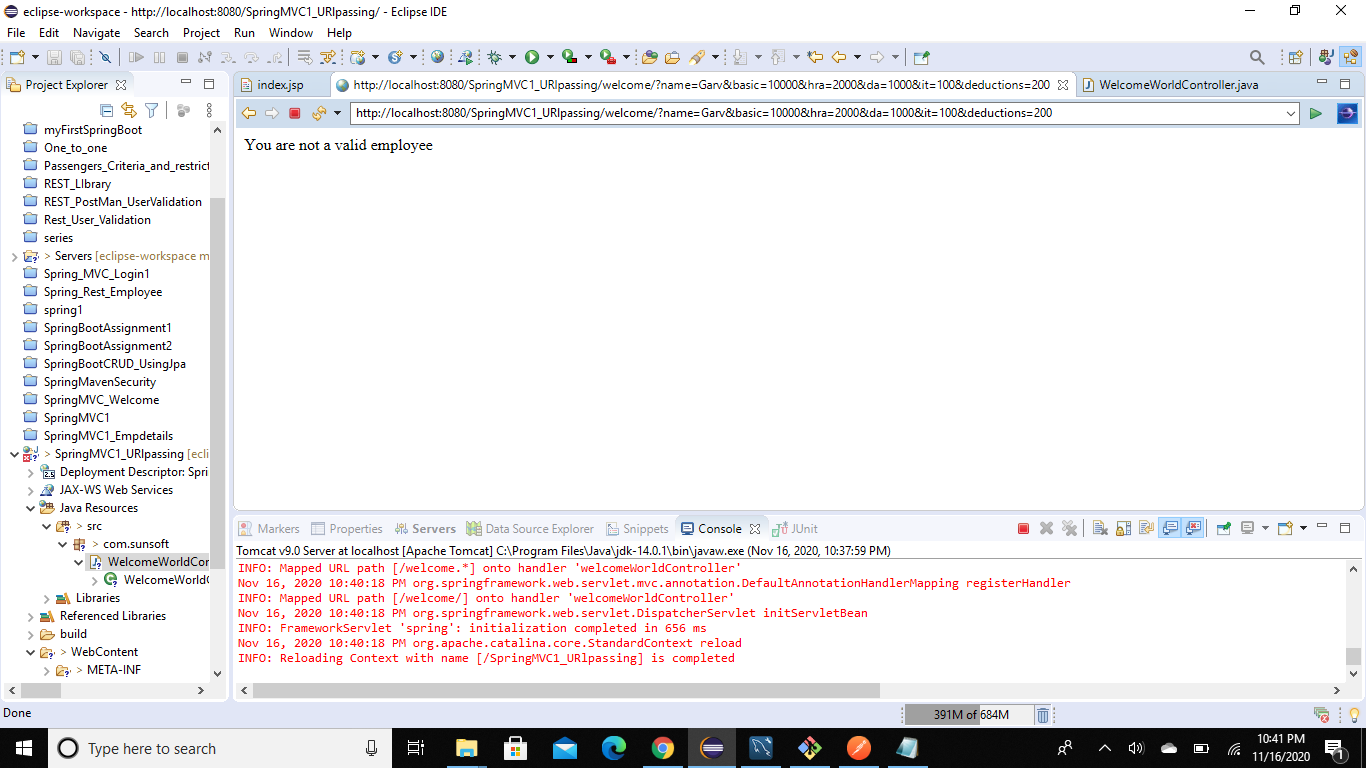 eclipse-workspace - http://localhost:8080/SpringMVC1_URIpassing/ - Eclipse IDE
File Edit Navigate Search Project Run Window Help
Project Explorer
index.jsp
http://localhost:8080/SpringMVC1_URIpassing/welcome/?name=Garv&basic=10000&hra=2000&da=1000&it=100&deductions=200
WelcomeWorldController.java
http://localhost:8080/SpringMVC1_URIpassing/welcome/?name=Garv&basic=10000&hra=2000&da=1000&it=100&deductions=200
You are not a valid employee
myFirstSpringBoot
One_to_one
Passengers_Criteria_and_restrict
REST_LIbrary
REST_PostMan_UserValidation
Rest_User_Validation
series
> Servers [eclipse-workspace m
Spring_MVC_Login1
Spring_Rest_Employee
spring1
SpringBootAssignment1
SpringBootAssignment2
SpringBootCRUD_UsingJpa
SpringMavenSecurity
SpringMVC_Welcome
SpringMVC1
SpringMVC1_Empdetails
> SpringMVC1_URIpassing [ecli
Deployment Descriptor: Spri
JAX-WS Web Services
Java Resources
> src
> com.sunsoft
WelcomeWorldCor
WelcomeWorldC
Libraries
Referenced Libraries
build
> WebContent
> META-INF
Markers Properties Servers Data Source Explorer Snippets Console JUnit
Tomcat v9.0 Server at localhost [Apache Tomcat] C:\Program Files\Java\jdk-14.0.1\bin\javaw.exe (Nov 16, 2020, 10:37:59 PM)
INFO: Mapped URL path [/welcome.*] onto handler 'welcomeWorldController'
Nov 16, 2020 10:40:18 PM org.springframework.web.servlet.mvc.annotation.DefaultAnnotationHandlerMapping registerHandler
INFO: Mapped URL path [/welcome/] onto handler 'welcomeWorldController'
Nov 16, 2020 10:40:18 PM org.springframework.web.servlet.DispatcherServlet initServletBean
INFO: FrameworkServlet 'spring': initialization completed in 656 ms
Nov 16, 2020 10:40:18 PM org.apache.catalina.core.StandardContext reload
INFO: Reloading Context with name [/SpringMVC1_URIpassing] is completed
Done
391M of 684M
Type here to search
10:41 PM
11/16/2020
1